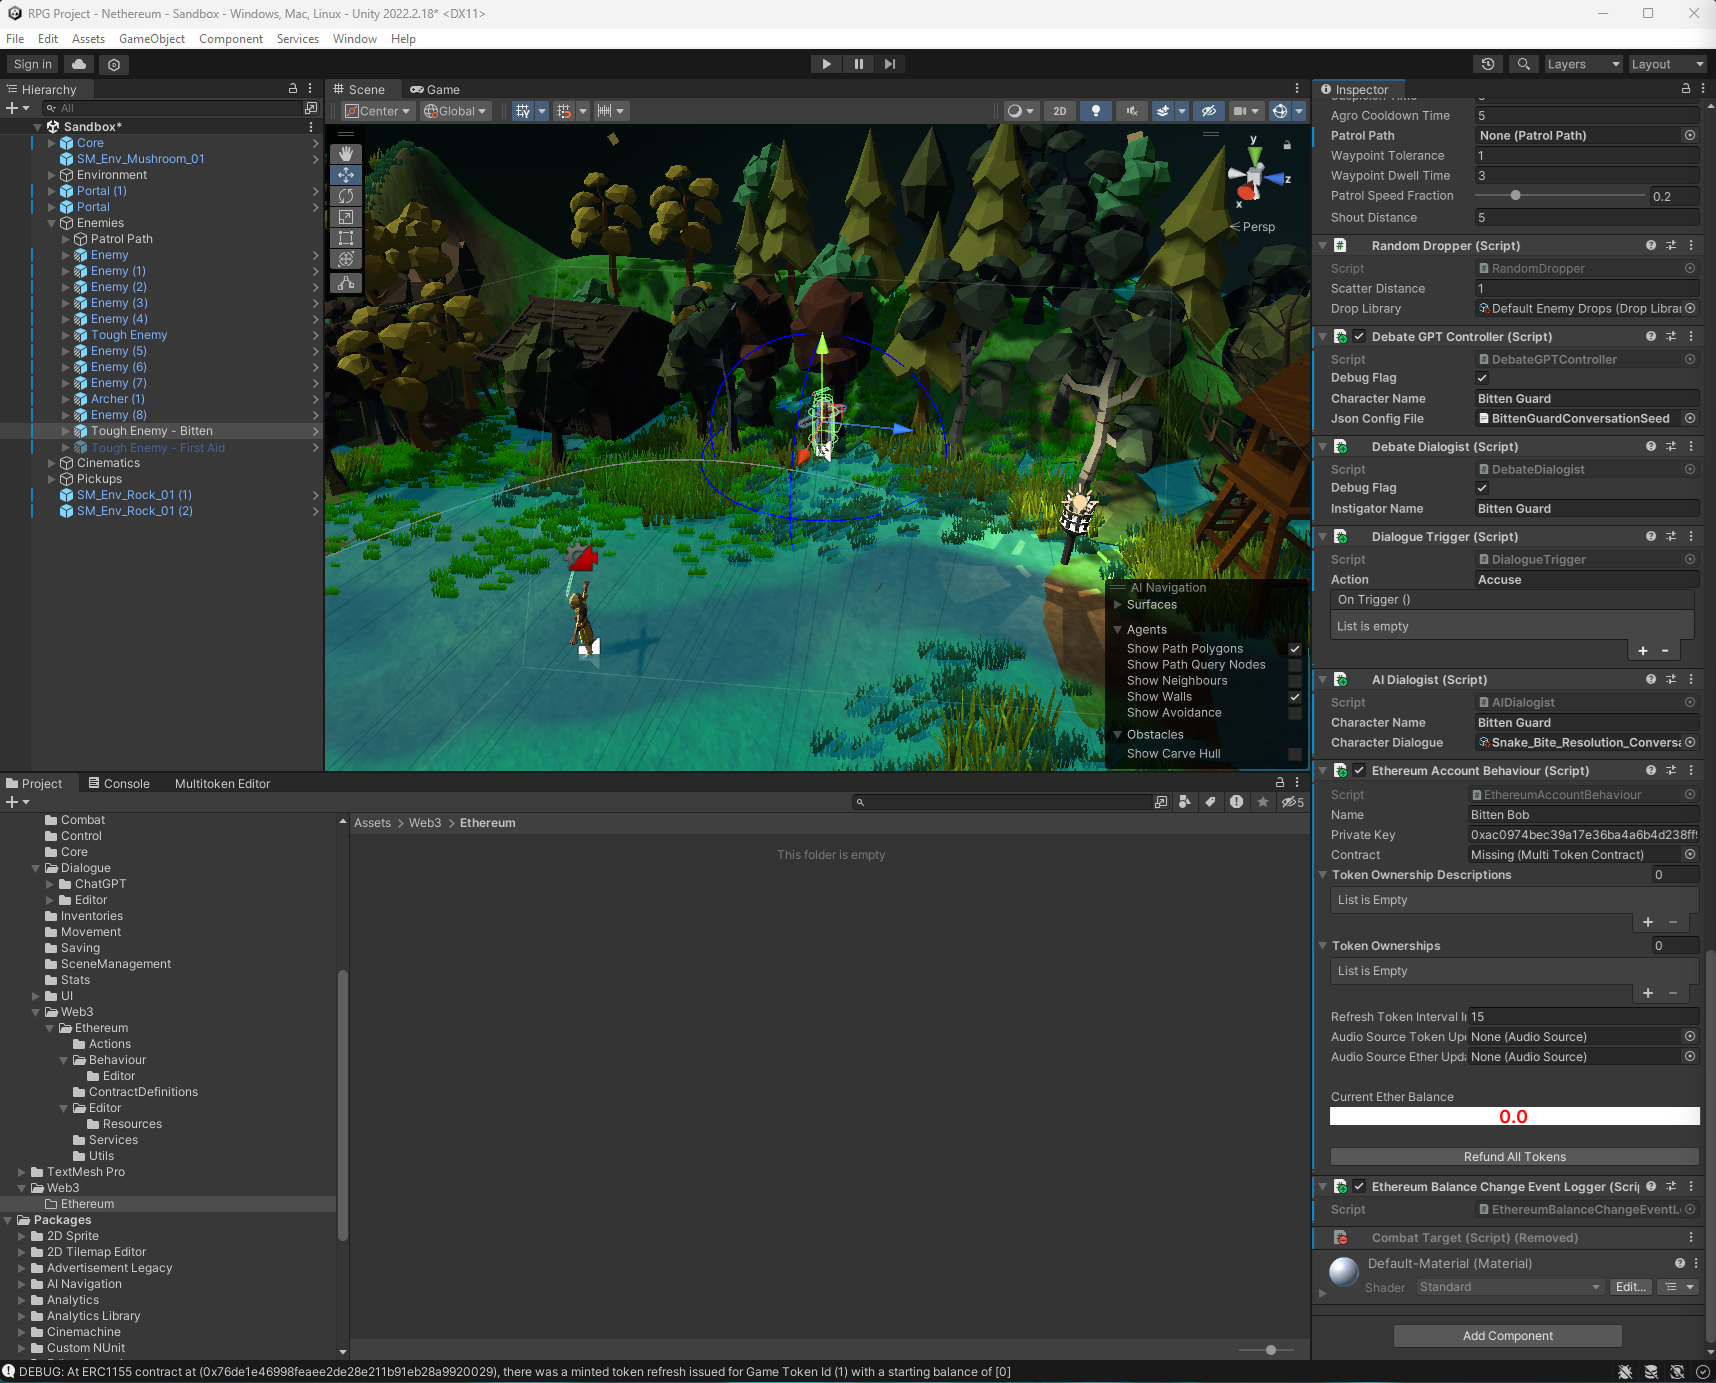 RPG Project - Nethereum - Sandbox - Windows, Mac, Linux - Unity 2022.2.18* <DX11>
File Edit Assets GameObject Component Services Window Help
Sign in
Layers
Layout
Hierarchy
All
Sandbox*
Core
SM_Env_Mushroom_01
Environment
Portal (1)
Portal
Enemies
Patrol Path
Enemy
Enemy (1)
Enemy (2)
Enemy (3)
Enemy (4)
Tough Enemy
Enemy (5)
Enemy (6)
Enemy (7)
Archer (1)
Enemy (8)
Tough Enemy - Bitten
Tough Enemy - First Aid
Cinematics
Pickups
SM_Env_Rock_01 (1)
SM_Env_Rock_01 (2)
Scene Game
Center Global 2D
y
z
x
< Persp
AI Navigation
Surfaces
Agents
Show Path Polygons
Show Path Query Nodes
Show Neighbours
Show Walls
Show Avoidance
Obstacles
Show Carve Hull
Project Console Multitoken Editor
5
Combat
Control
Core
Dialogue
ChatGPT
Editor
Inventories
Movement
Saving
SceneManagement
Stats
UI
Web3
Ethereum
Actions
Behaviour
Editor
ContractDefinitions
Editor
Resources
Services
Utils
TextMesh Pro
Web3
Ethereum
Packages
2D Sprite
2D Tilemap Editor
Advertisement Legacy
AI Navigation
Analytics
Analytics Library
Cinemachine
Custom NUnit
Assets > Web3 > Ethereum
This folder is empty
Inspector
Agro Cooldown Time 5
Patrol Path None (Patrol Path)
Waypoint Tolerance 1
Waypoint Dwell Time 3
Patrol Speed Fraction 0.2
Shout Distance 5
Random Dropper (Script)
Script RandomDropper
Scatter Distance 1
Drop Library Default Enemy Drops (Drop Librar
Debate GPT Controller (Script)
Script DebateGPTController
Debug Flag
Character Name Bitten Guard
Json Config File BittenGuardConversationSeed
Debate Dialogist (Script)
Script DebateDialogist
Debug Flag
Instigator Name Bitten Guard
Dialogue Trigger (Script)
Script DialogueTrigger
Action Accuse
On Trigger ()
List is empty
AI Dialogist (Script)
Script AIDialogist
Character Name Bitten Guard
Character Dialogue Snake_Bite_Resolution_Conversa
Ethereum Account Behaviour (Script)
Script EthereumAccountBehaviour
Name Bitten Bob
Private Key 0xac0974bec39a17e36ba4a6b4d238ff9
Contract Missing (Multi Token Contract)
Token Ownership Descriptions 0
List is Empty
Token Ownerships 0
List is Empty
Refresh Token Interval I 15
Audio Source Token Up None (Audio Source)
Audio Source Ether Upda None (Audio Source)
Current Ether Balance
0.0
Refund All Tokens
Ethereum Balance Change Event Logger (Scrip
Script EthereumBalanceChangeEventL
Combat Target (Script) (Removed)
Default-Material (Material)
Shader Standard Edit...
Add Component
DEBUG: At ERC1155 contract at (0x76de1e46998feaee2de28e211b91eb28a9920029), there was a minted token refresh issued for Game Token Id (1) with a starting balance of [0]